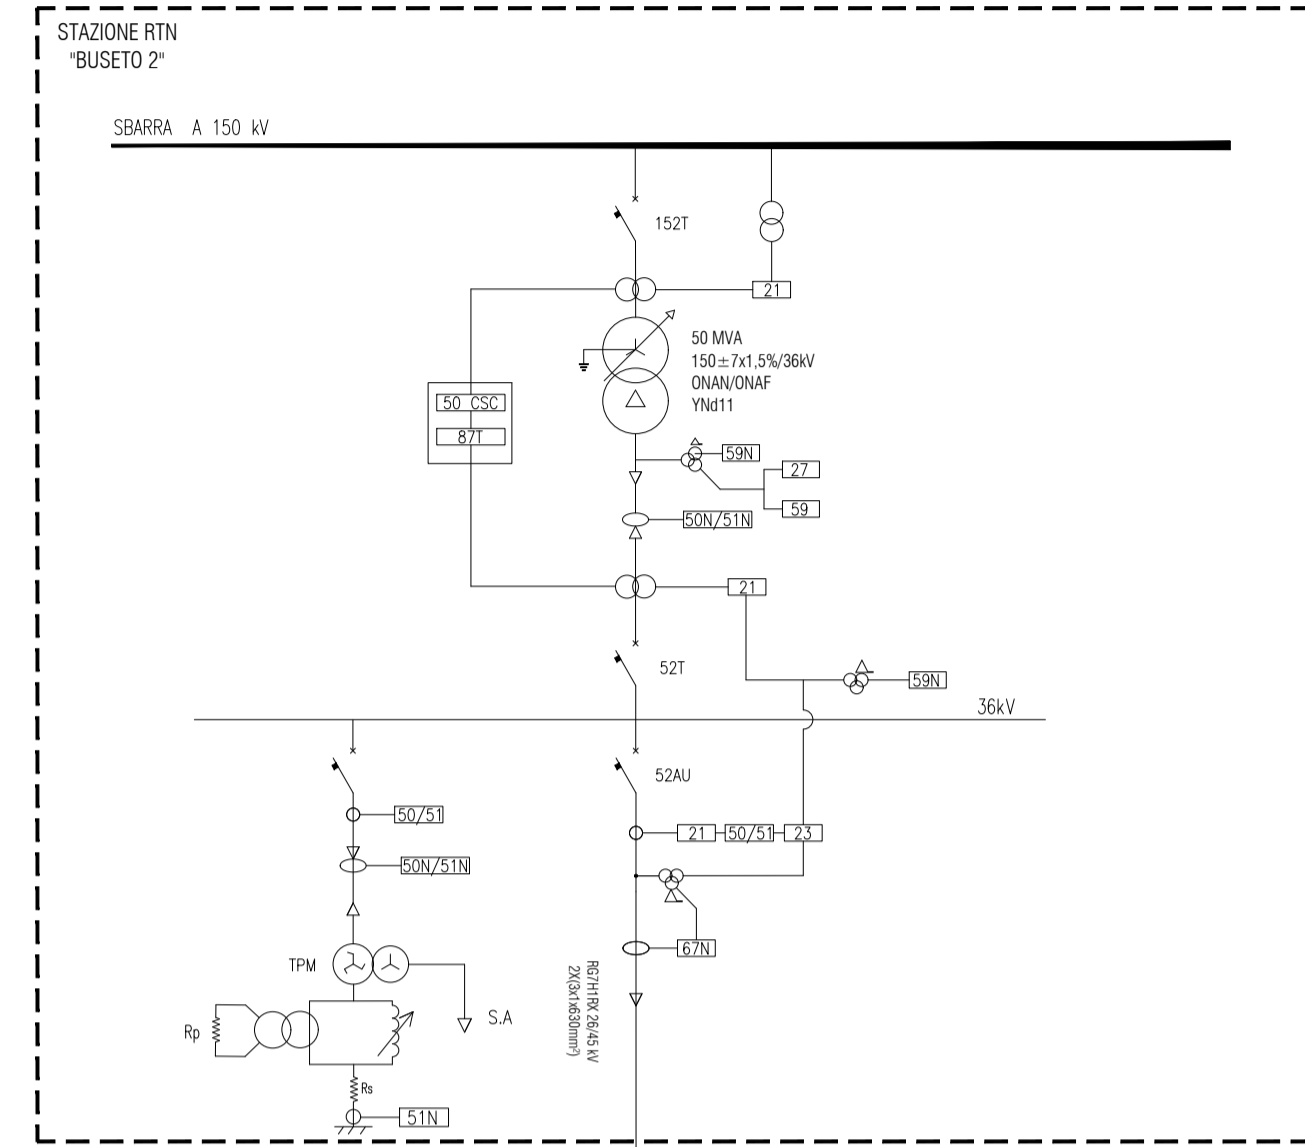 STAZIONE RTN
"BUSETO 2"
SBARRA A 150 kV
152T
21
50 MVA
150±7x1,5%/36kV
ONAN/ONAF
YNd11
50 CSC
87T
59N
27
59
50N/51N
21
52T
59N
36kV
52AU
50/51
21
50/51
23
50N/51N
67N
TPM
RG7H1RX 26/45 kV
2X(3x1x630mm²)
S.A
Rp
Rs
51N